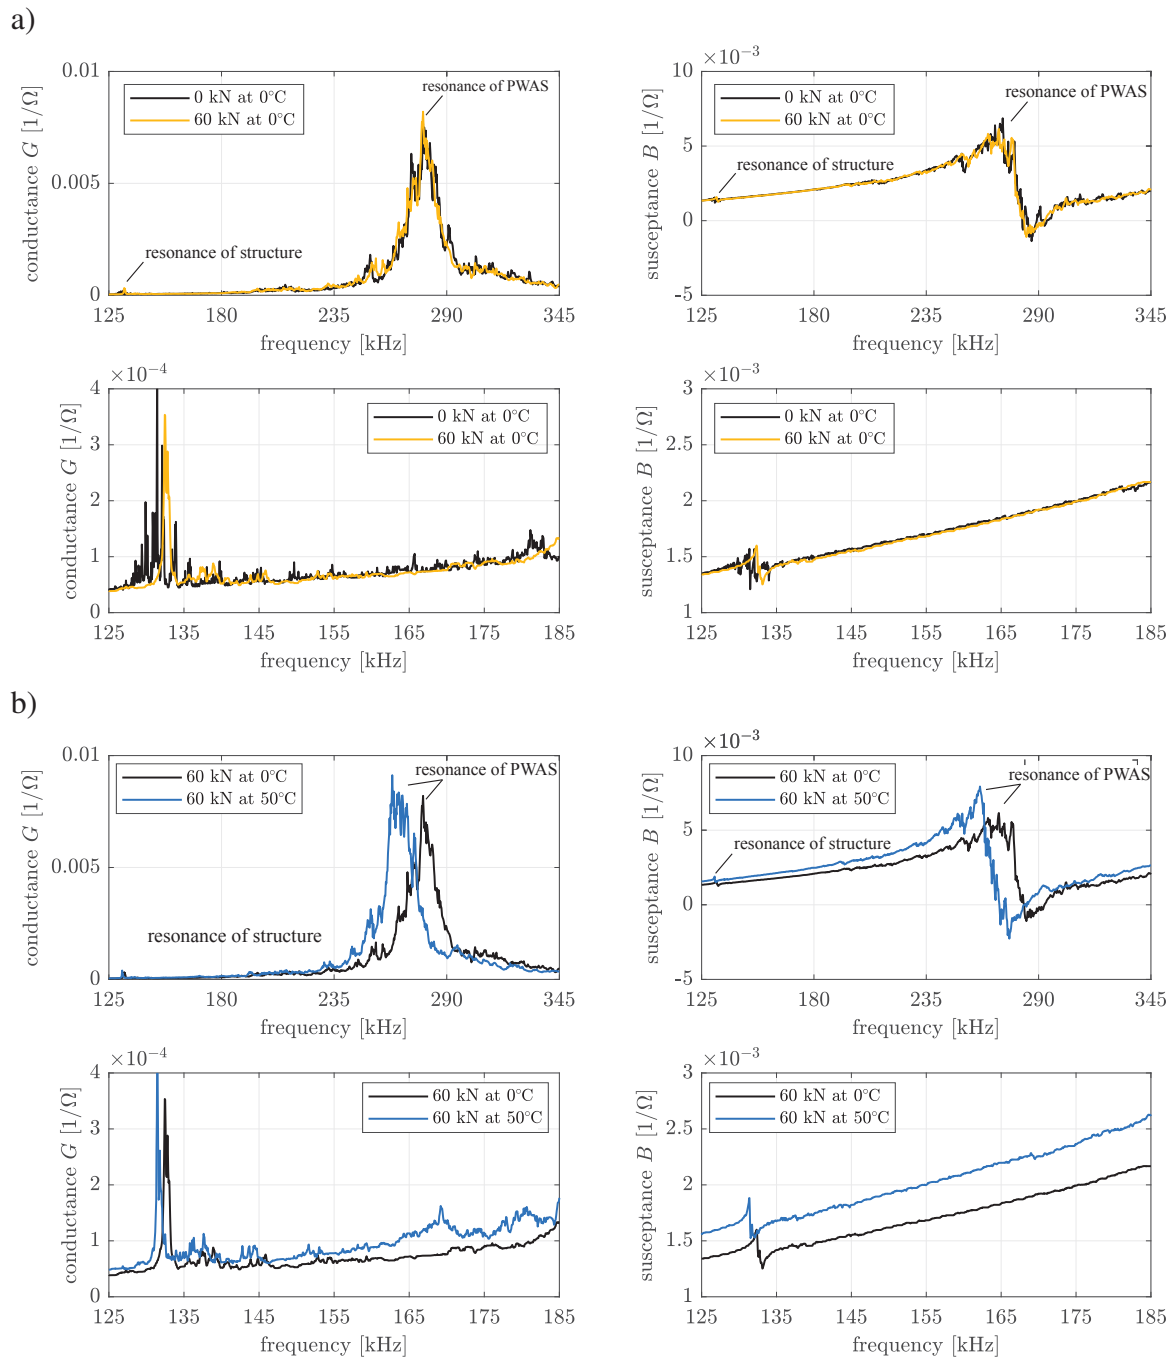 a)
0.01
0.005
0
conductance G [1/Ω]
0 kN at 0°C
60 kN at 0°C
resonance of PWAS
resonance of structure
125 180 235 290 345
frequency [kHz]
×10⁻³
10
5
0
-5
susceptance B [1/Ω]
0 kN at 0°C
60 kN at 0°C
resonance of PWAS
resonance of structure
125 180 235 290 345
frequency [kHz]
×10⁻⁴
4
3
2
1
0
conductance G [1/Ω]
0 kN at 0°C
60 kN at 0°C
125 135 145 155 165 175 185
frequency [kHz]
×10⁻³
3
2.5
2
1.5
1
susceptance B [1/Ω]
0 kN at 0°C
60 kN at 0°C
125 135 145 155 165 175 185
frequency [kHz]
b)
0.01
0.005
0
conductance G [1/Ω]
60 kN at 0°C
60 kN at 50°C
resonance of PWAS
resonance of structure
125 180 235 290 345
frequency [kHz]
×10⁻³
10
5
0
-5
susceptance B [1/Ω]
60 kN at 0°C
60 kN at 50°C
resonance of PWAS
resonance of structure
125 180 235 290 345
frequency [kHz]
×10⁻⁴
4
3
2
1
0
conductance G [1/Ω]
60 kN at 0°C
60 kN at 50°C
125 135 145 155 165 175 185
frequency [kHz]
×10⁻³
3
2.5
2
1.5
1
susceptance B [1/Ω]
60 kN at 0°C
60 kN at 50°C
125 135 145 155 165 175 185
frequency [kHz]